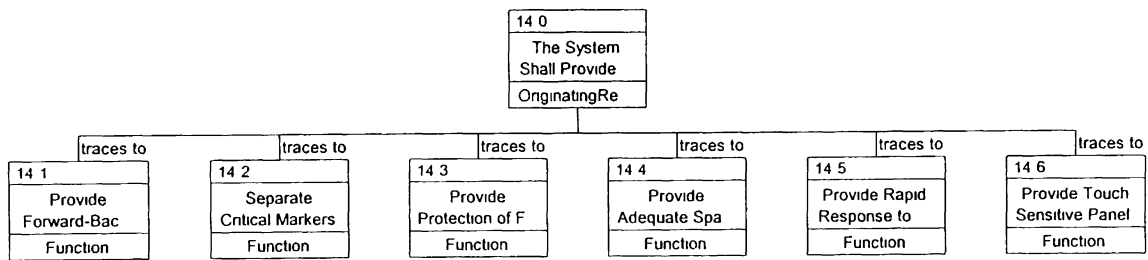 14 0
The System
Shall Provide
OriginatingRe
traces to
traces to
traces to
traces to
traces to
traces to
14 1
Provide
Forward-Bac
Function
14 2
Separate
Critical Markers
Function
14 3
Provide
Protection of F
Function
14 4
Provide
Adequate Spa
Function
14 5
Provide Rapid
Response to
Function
14 6
Provide Touch
Sensitive Panel
Function